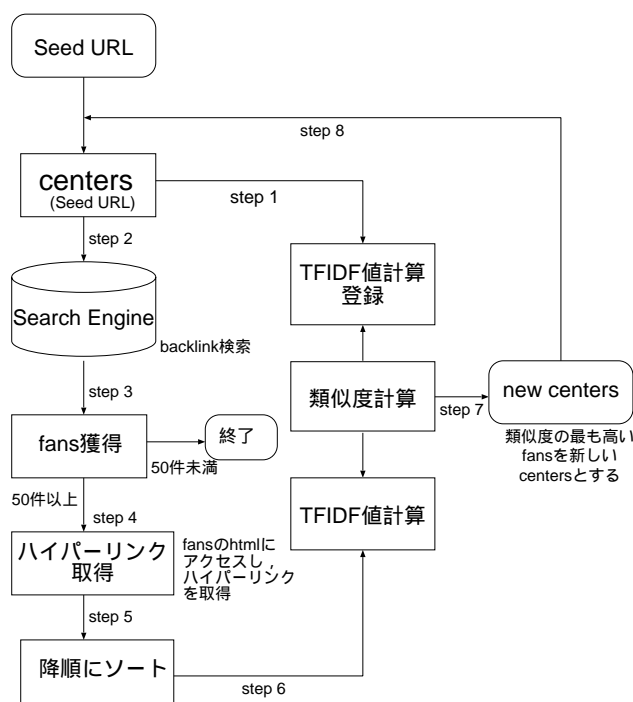 Seed URL
step 8
centers
(Seed URL)
step 1
step 2
TFIDF値計算
登録
Search Engine
backlink検索
step 3
類似度計算
step 7
new centers
fans獲得
終了
50件未満
類似度の最も高い
fansを新しい
centersとする
50件以上
step 4
TFIDF値計算
ハイパーリンク
取得
fansのhtmlに
アクセスし,
ハイパーリンク
を取得
step 5
降順にソート
step 6